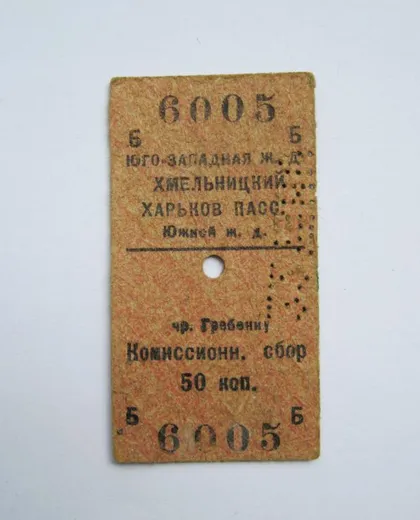 6005
Б Б
ЮГО-ЗАПАДНАЯ Ж. Д.
ХМЕЛЬНИЦКИЙ
ХАРЬКОВ ПАСС.
Южной ж. д.
чр. Гребенку
Комиссионн. сбор
50 коп.
Б Б
6005